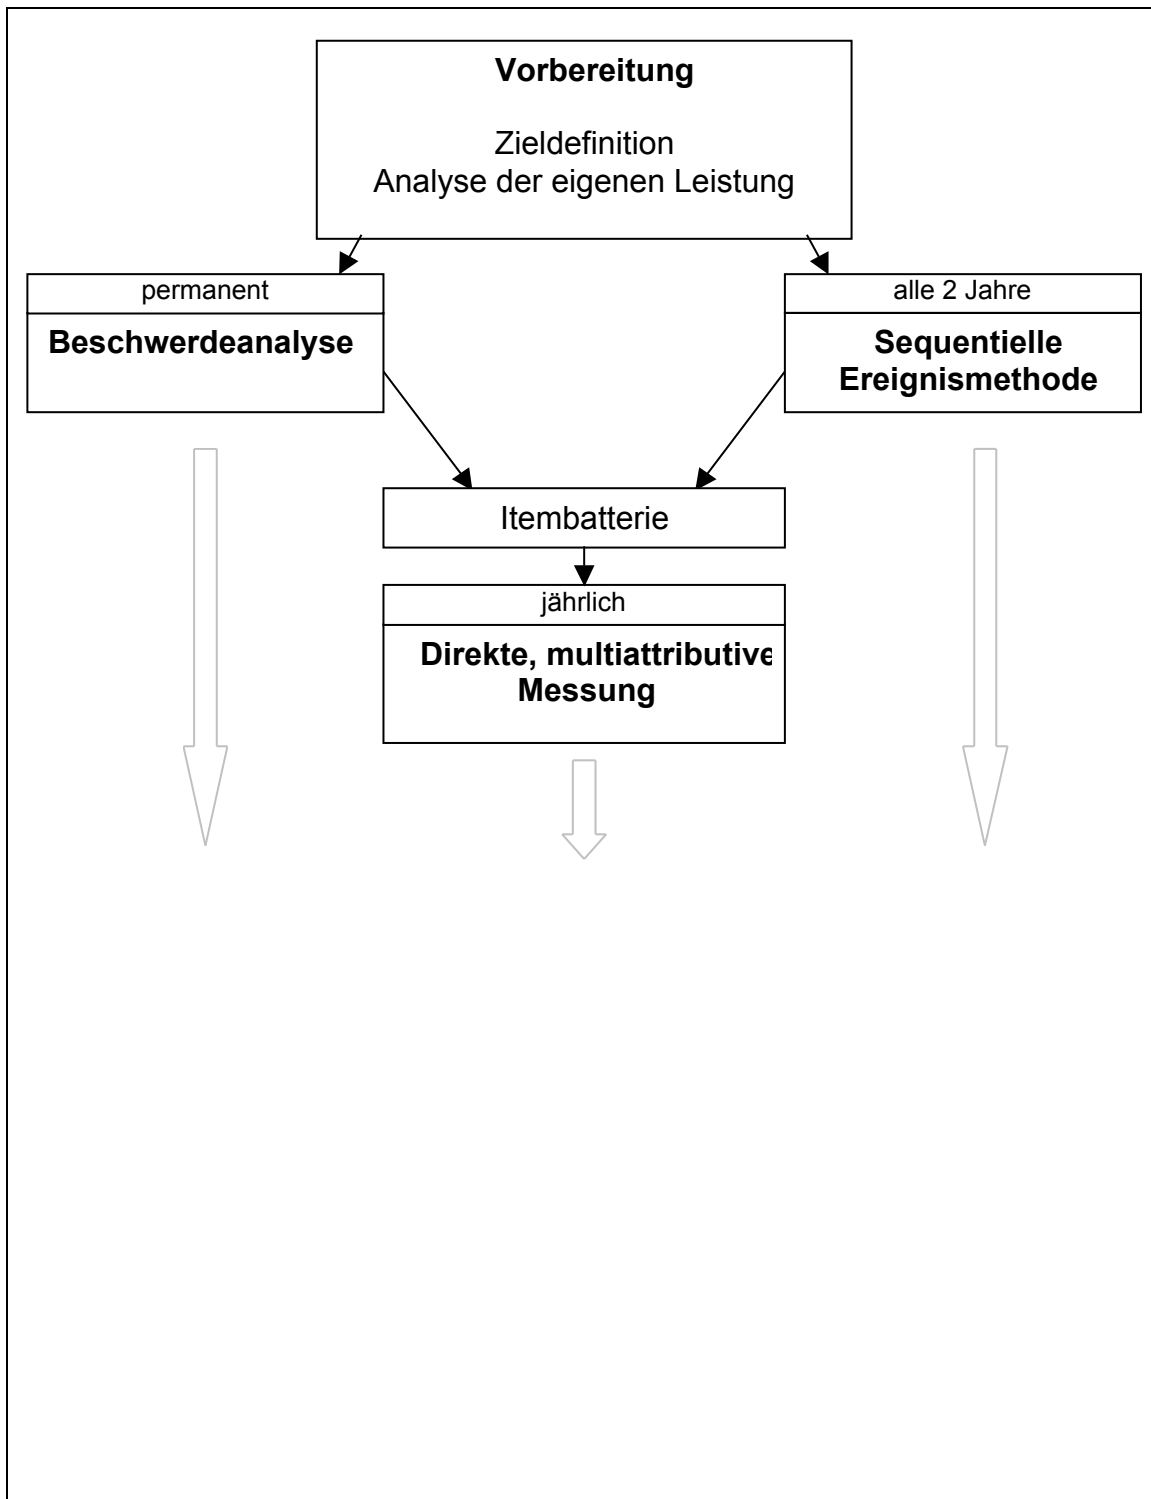 Vorbereitung
Zieldefinition
Analyse der eigenen Leistung
permanent
Beschwerdeanalyse
alle 2 Jahre
Sequentielle
Ereignismethode
Itembatterie
jährlich
Direkte, multiattributive
Messung